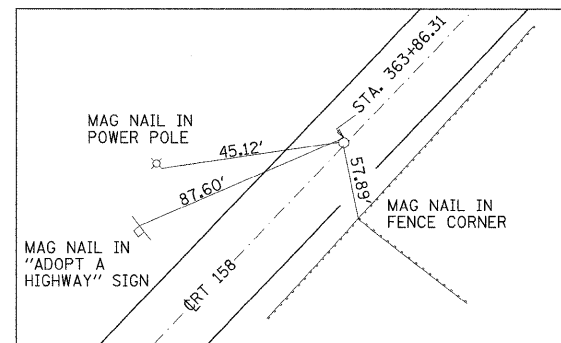 STA. 363+86.31
MAG NAIL IN
POWER POLE
45.12'
87.60'
57.89'
MAG NAIL IN
FENCE CORNER
MAG NAIL IN
"ADOPT A
HIGHWAY" SIGN
℄ RT 158